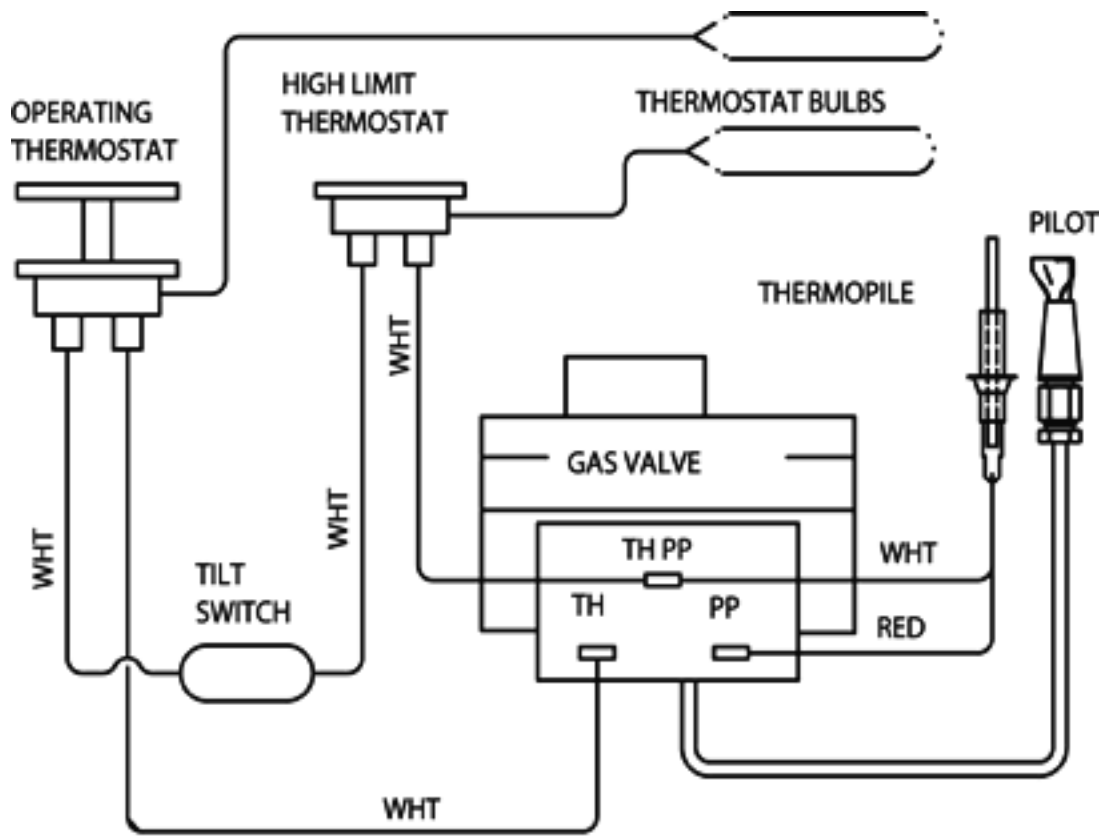 OPERATING
THERMOSTAT
HIGH LIMIT
THERMOSTAT
THERMOSTAT BULBS
PILOT
THERMOPILE
WHT
GAS VALVE
WHT
WHT
TH PP
WHT
TILT
SWITCH
TH
PP
RED
WHT